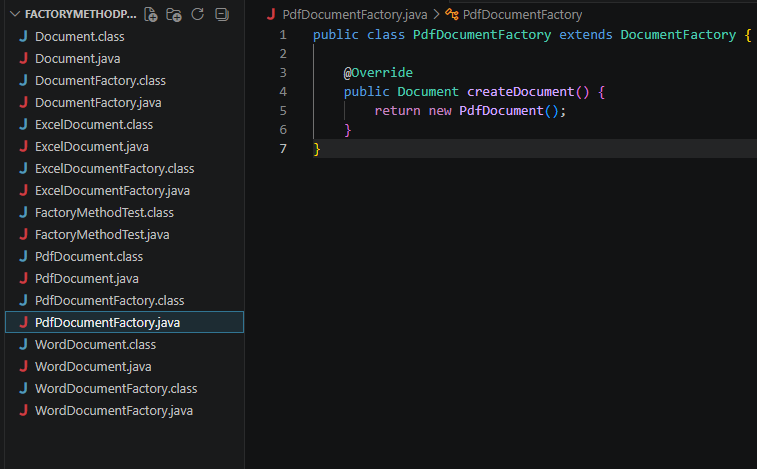 FACTORYMETHODP...
Document.class
Document.java
DocumentFactory.class
DocumentFactory.java
ExcelDocument.class
ExcelDocument.java
ExcelDocumentFactory.class
ExcelDocumentFactory.java
FactoryMethodTest.class
FactoryMethodTest.java
PdfDocument.class
PdfDocument.java
PdfDocumentFactory.class
PdfDocumentFactory.java
WordDocument.class
WordDocument.java
WordDocumentFactory.class
WordDocumentFactory.java
PdfDocumentFactory.java > PdfDocumentFactory
1 public class PdfDocumentFactory extends DocumentFactory {
2
3     @Override
4     public Document createDocument() {
5         return new PdfDocument();
6     }
7 }